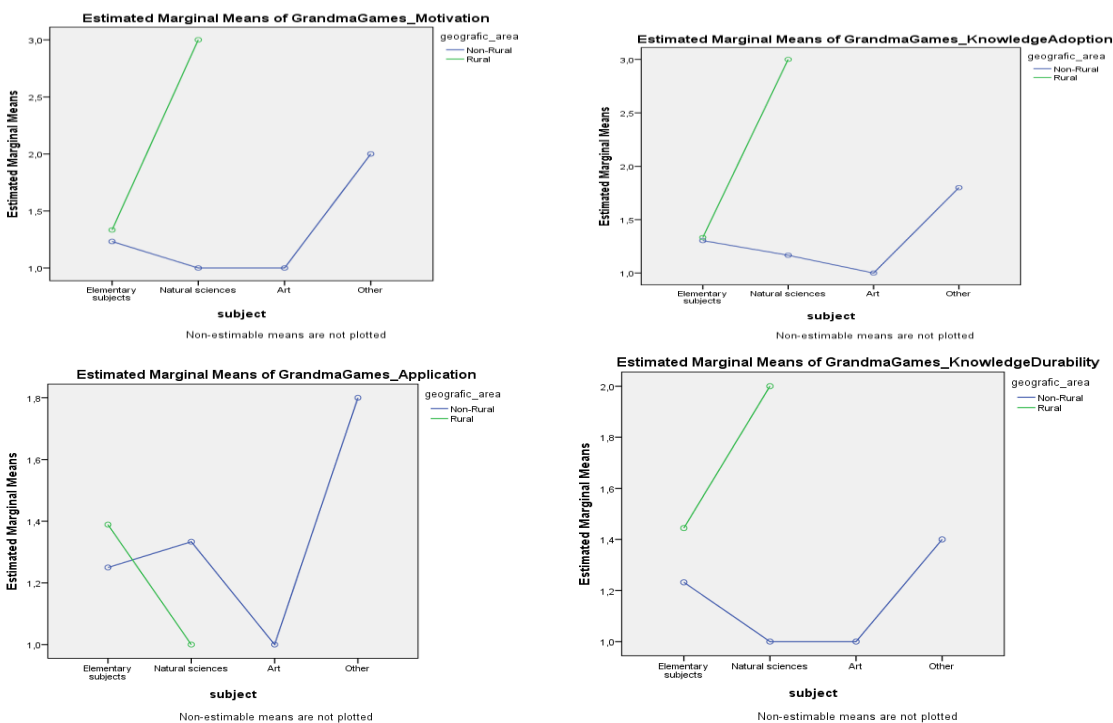 Estimated Marginal Means of GrandmaGames_Motivation
geografic_area
Non-Rural
Rural
Estimated Marginal Means
3,0
2,5
2,0
1,5
1,0
Elementary
subjects
Natural sciences
Art
Other
subject
Non-estimable means are not plotted
Estimated Marginal Means of GrandmaGames_KnowledgeAdoption
geografic_area
Non-Rural
Rural
Estimated Marginal Means
3,0
2,5
2,0
1,5
1,0
Elementary
subjects
Natural sciences
Art
Other
subject
Non-estimable means are not plotted
Estimated Marginal Means of GrandmaGames_Application
geografic_area
Non-Rural
Rural
Estimated Marginal Means
1,8
1,6
1,4
1,2
1,0
Elementary
subjects
Natural sciences
Art
Other
subject
Non-estimable means are not plotted
Estimated Marginal Means of GrandmaGames_KnowledgeDurability
geografic_area
Non-Rural
Rural
Estimated Marginal Means
2,0
1,8
1,6
1,4
1,2
1,0
Elementary
subjects
Natural sciences
Art
Other
subject
Non-estimable means are not plotted